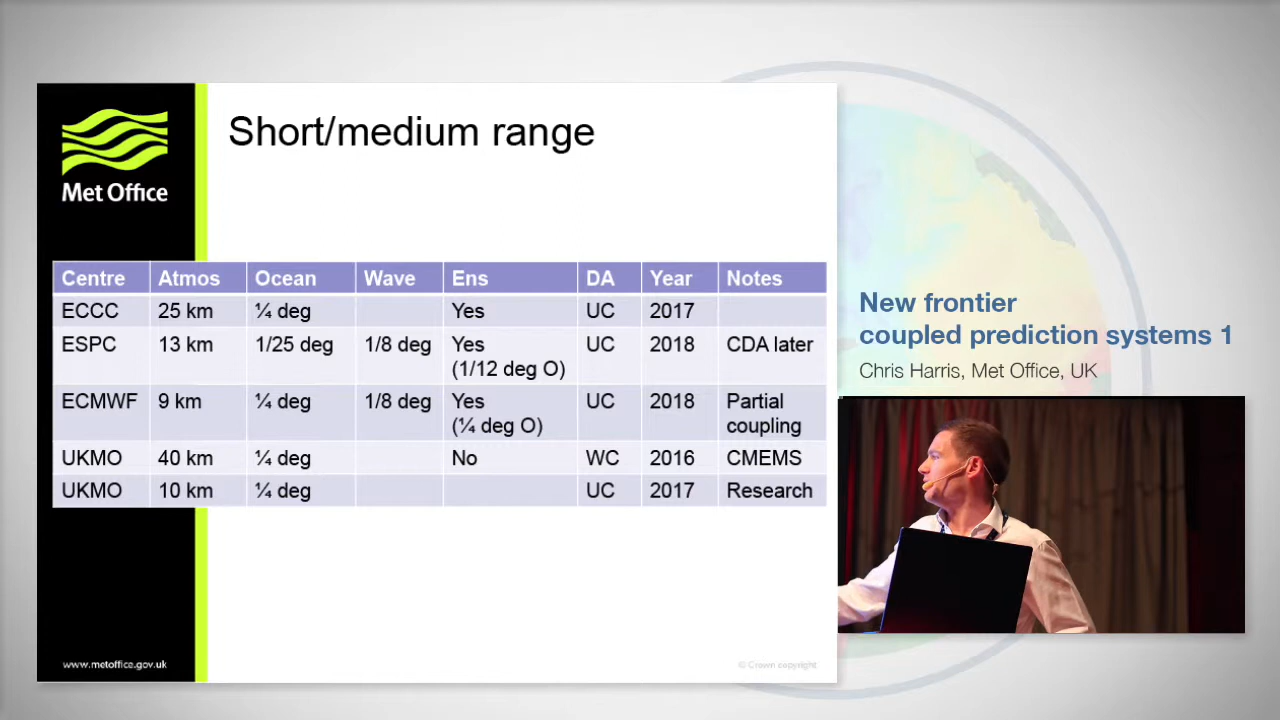 Met Office
Short/medium range
Centre Atmos Ocean Wave Ens DA Year Notes
ECCC 25 km ¼ deg Yes UC 2017
ESPC 13 km 1/25 deg 1/8 deg Yes UC 2018 CDA later
(1/12 deg O)
ECMWF 9 km ¼ deg 1/8 deg Yes UC 2018 Partial
(¼ deg O) coupling
UKMO 40 km ¼ deg No WC 2016 CMEMS
UKMO 10 km ¼ deg UC 2017 Research
www.metoffice.gov.uk
© Crown copyright
New frontier
coupled prediction systems 1
Chris Harris, Met Office, UK